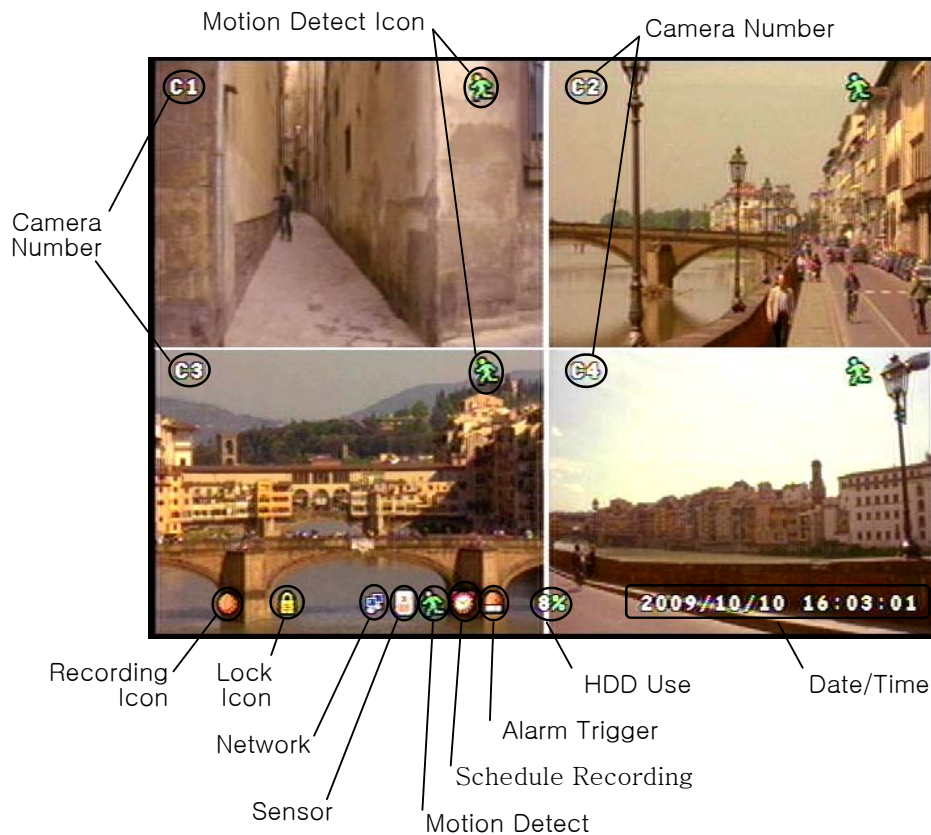 Motion Detect Icon
Camera Number
C1
C2
Camera
Number
C3
C4
8%
2009/10/10 16:03:01
Recording
Icon
Lock
Icon
HDD Use
Date/Time
Network
Alarm Trigger
Schedule Recording
Sensor
Motion Detect